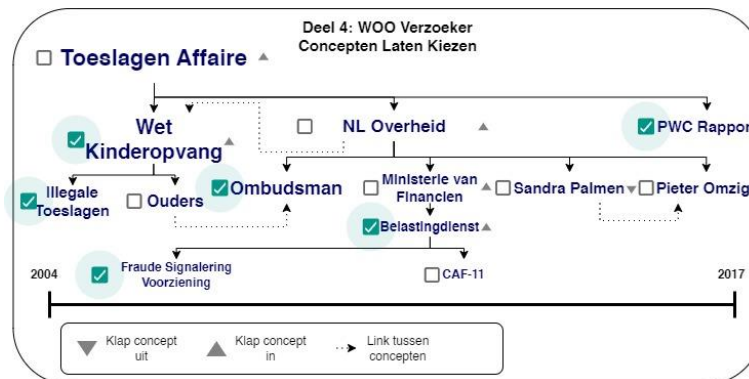 Deel 4: WOO Verzoeker
Concepten Laten Kiezen
Toeslagen Affaire
Wet
Kinderopvang
NL Overheid
PWC Rappor
Illegale
Toeslagen
Ouders
Ombudsman
Ministerie van
Financien
Sandra Palmen
Pieter Omzig
Belastingdienst
Fraude Signalering
Voorziening
CAF-11
2004
2017
Klap concept
uit
Klap concept
in
Link tussen
concepten